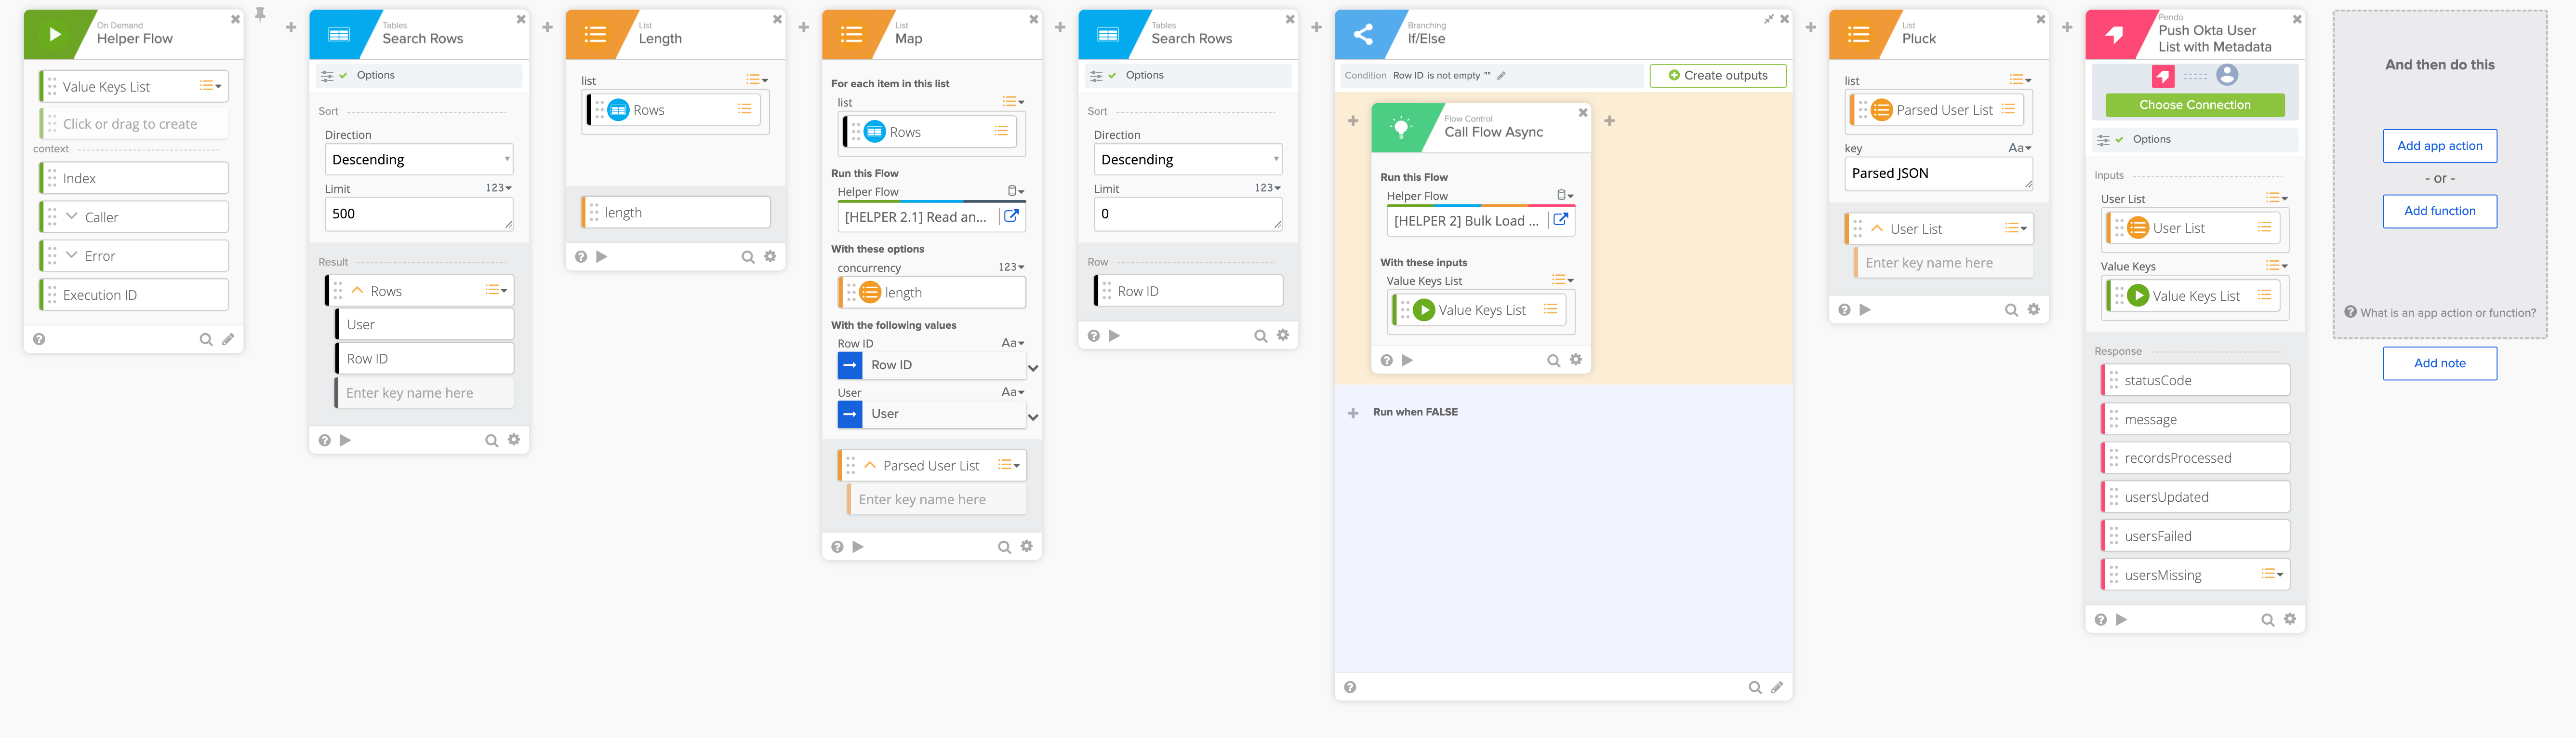 On Demand
Helper Flow
Value Keys List
Click or drag to create
context
Index
Caller
Error
Execution ID
Tables
Search Rows
Options
Sort
Direction
Descending
Limit
123
500
Result
Rows
User
Row ID
Enter key name here
List
Length
list
Rows
length
List
Map
For each item in this list
list
Rows
Run this Flow
Helper Flow
[HELPER 2.1] Read an...
With these options
concurrency
123
length
With the following values
Row ID
Aa
Row ID
User
Aa
User
Parsed User List
Enter key name here
Tables
Search Rows
Options
Sort
Direction
Descending
Limit
123
0
Row
Row ID
Branching
If/Else
Condition Row ID is not empty ""
Create outputs
Flow Control
Call Flow Async
Run this Flow
Helper Flow
[HELPER 2] Bulk Load ...
With these inputs
Value Keys List
Value Keys List
Run when FALSE
List
Pluck
list
Parsed User List
key
Aa
Parsed JSON
User List
Enter key name here
Pendo
Push Okta User
List with Metadata
Choose Connection
Options
Inputs
User List
User List
Value Keys
Value Keys List
Response
statusCode
message
recordsProcessed
usersUpdated
usersFailed
usersMissing
And then do this
Add app action
- or -
Add function
What is an app action or function?
Add note